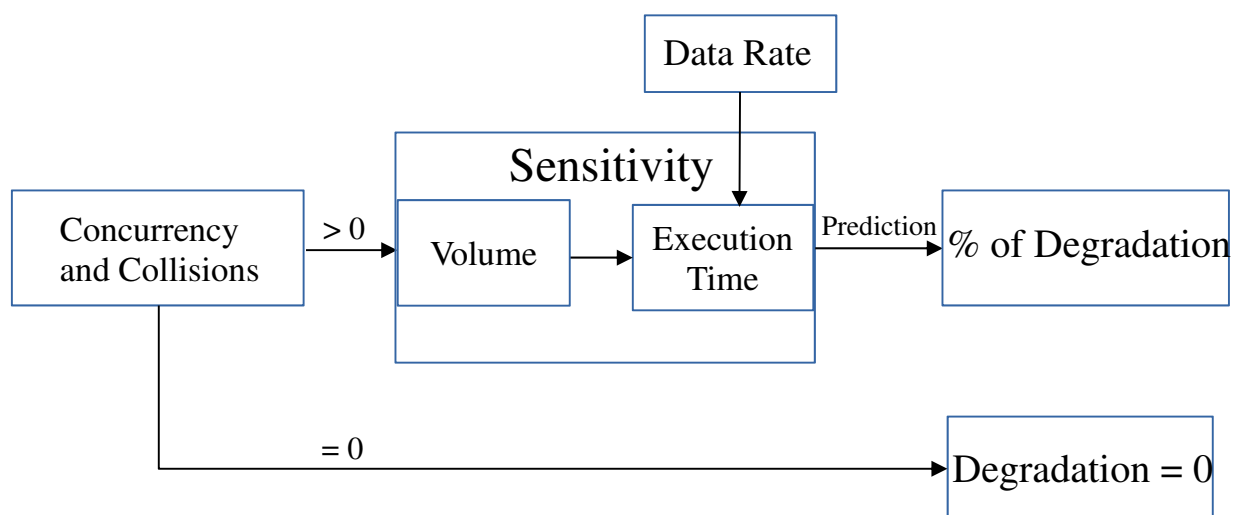 Data Rate
Sensitivity
Concurrency
and Collisions
> 0
Volume
Execution
Time
Prediction
% of Degradation
= 0
Degradation = 0